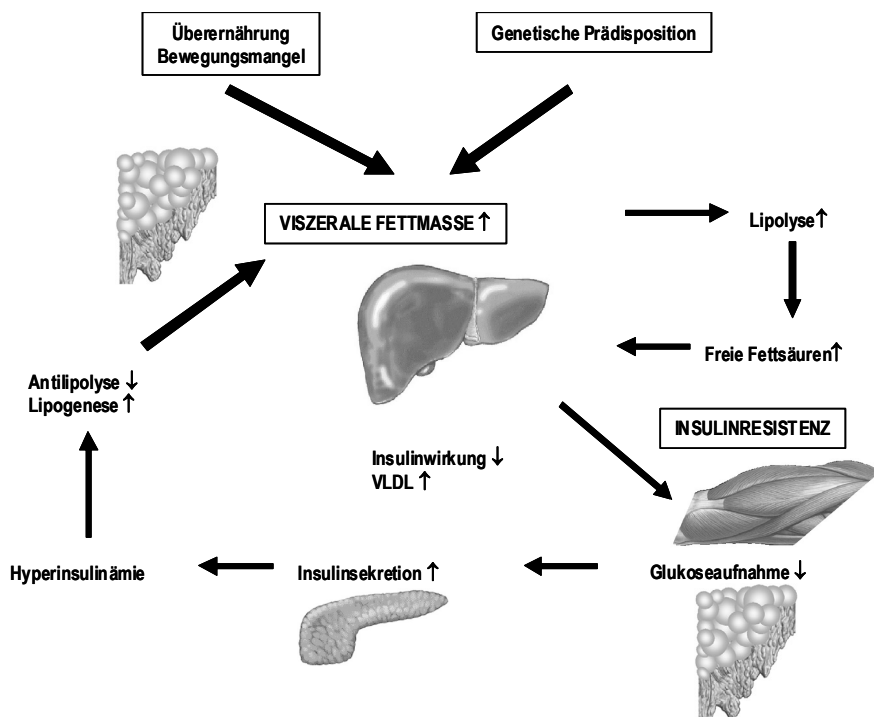 Überernährung
Bewegungsmangel
Genetische Prädisposition
VISZERALE FETTMASSE ↑
Lipolyse ↑
Freie Fettsäuren ↑
Antilipolyse ↓
Lipogenese ↑
INSULINRESISTENZ
Insulinwirkung ↓
VLDL ↑
Hyperinsulinämie
Insulinsekretion ↑
Glukoseaufnahme ↓